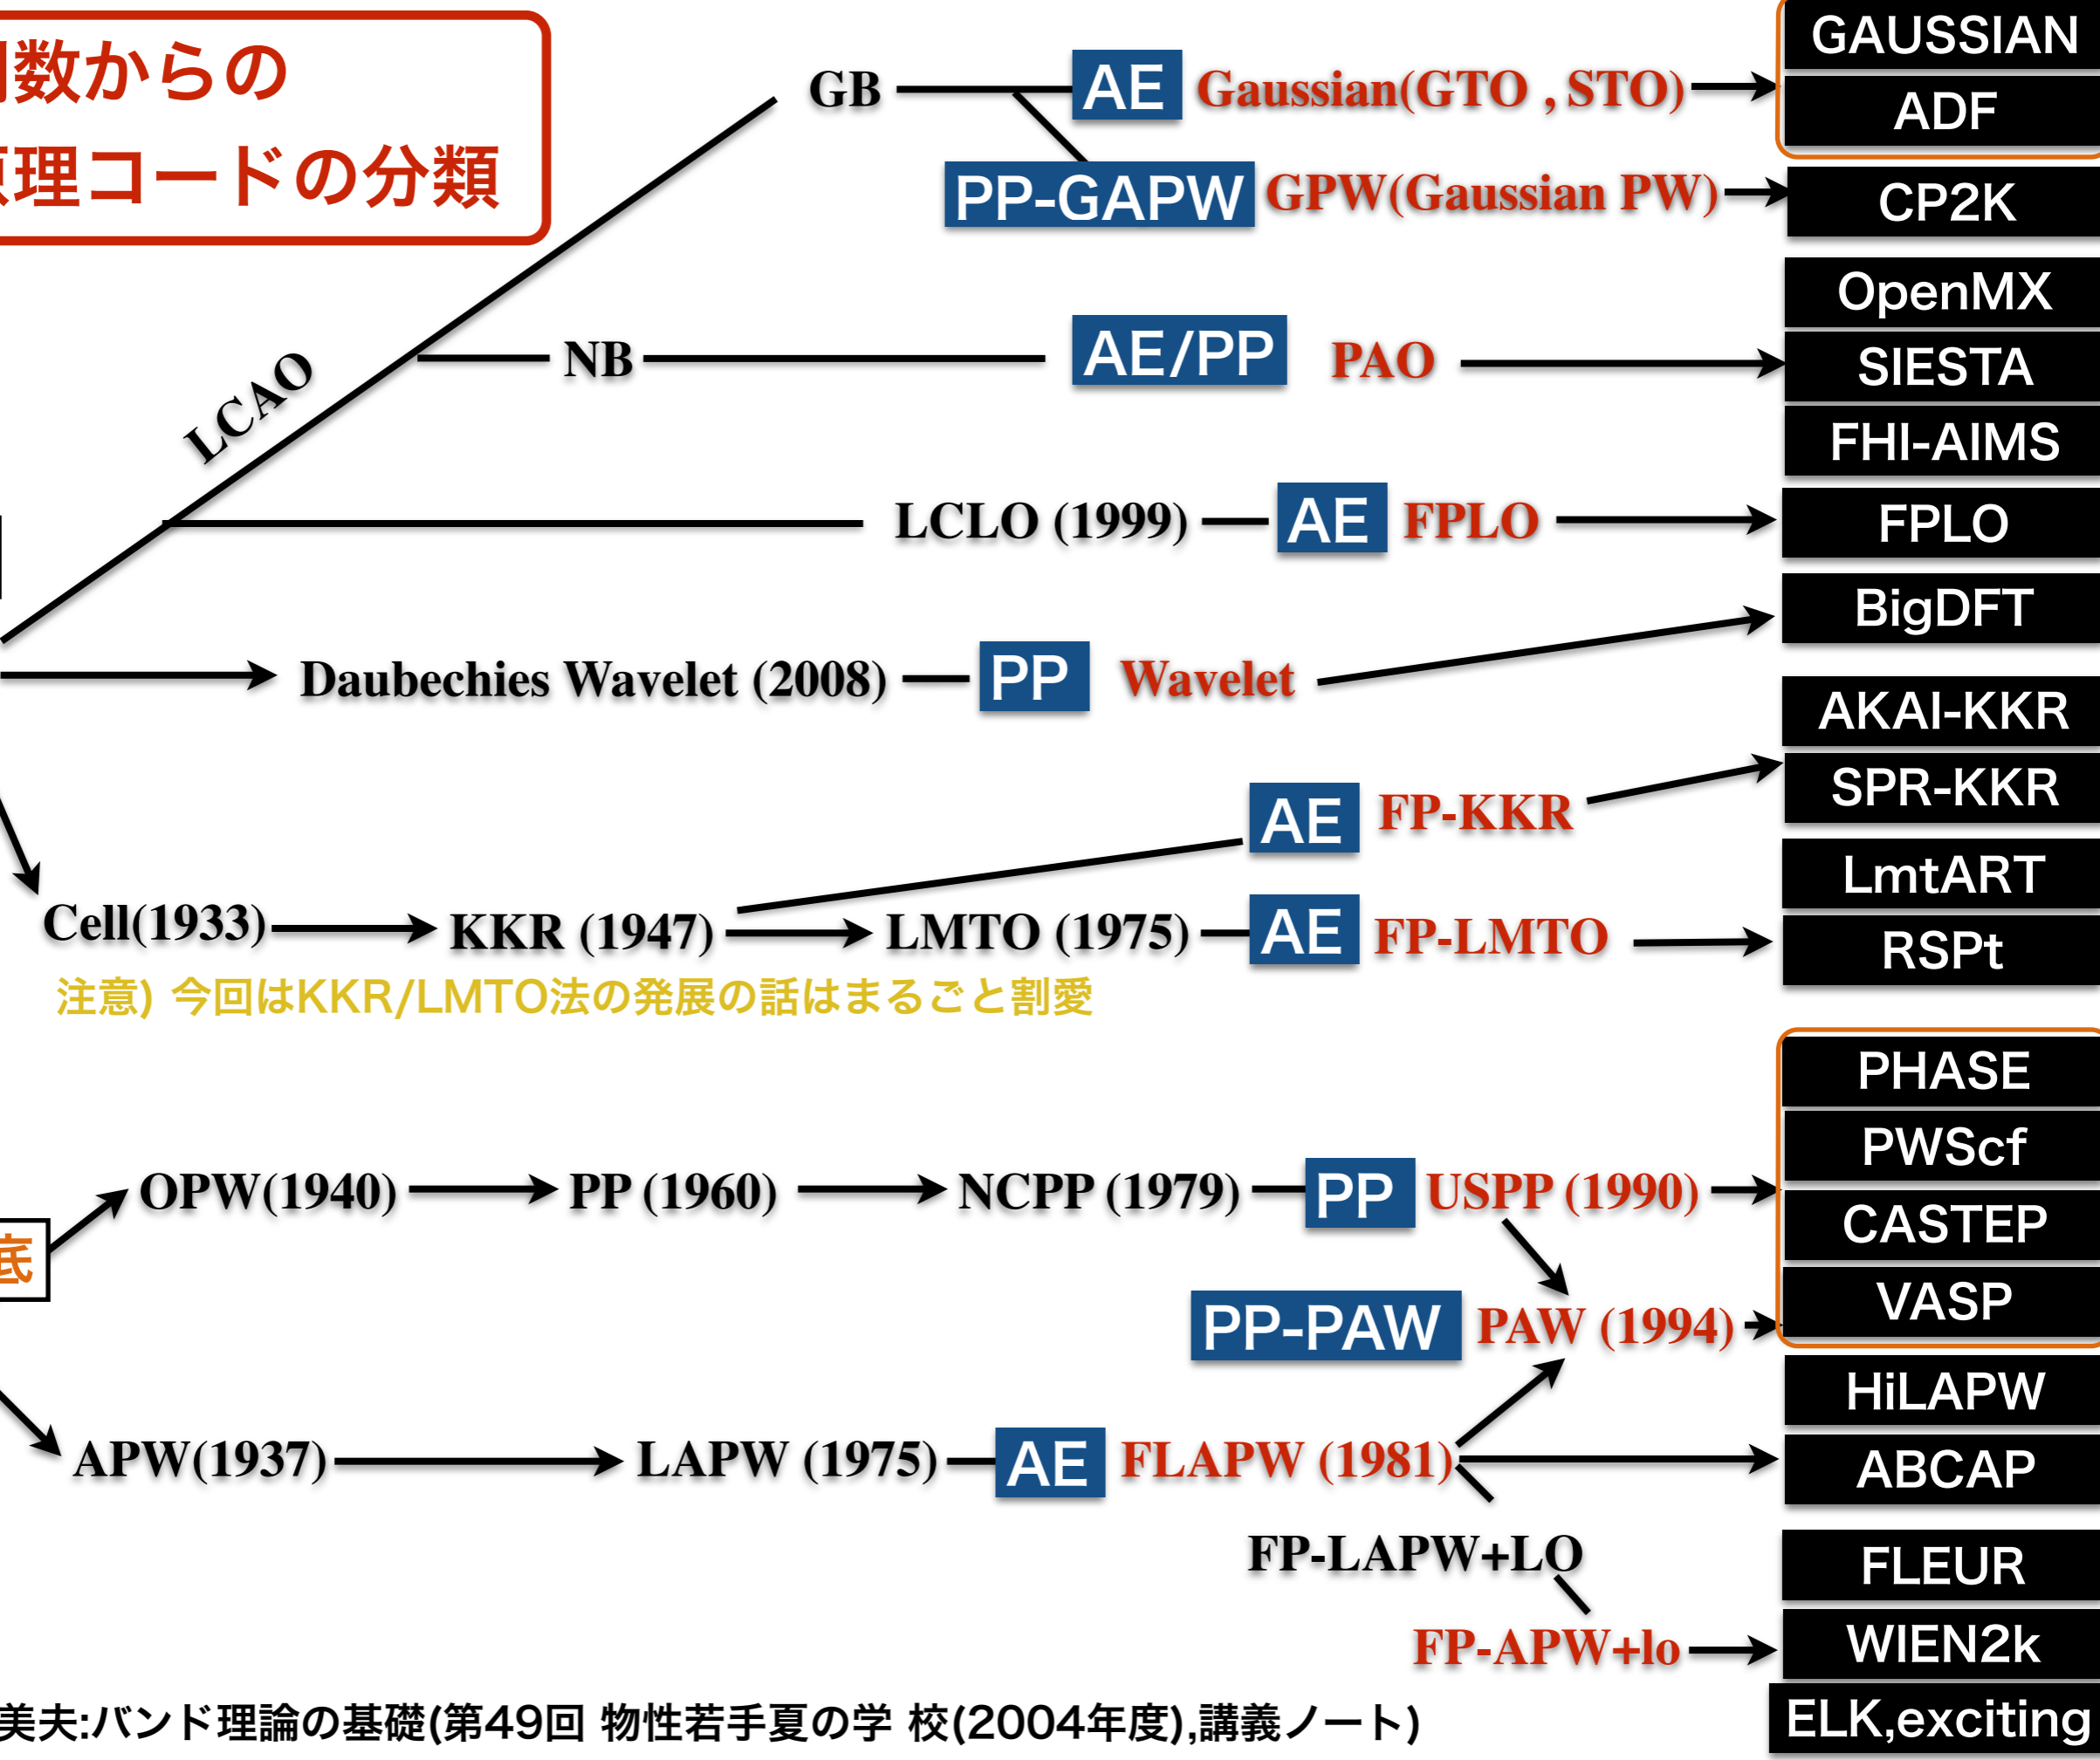 数からの
理コードの分類
GB
AE
Gaussian(GTO , STO)
GAUSSIAN
ADF
PP-GAPW
GPW(Gaussian PW)
CP2K
LCAO
NB
AE/PP
PAO
OpenMX
SIESTA
FHI-AIMS
LCLO (1999)
AE
FPLO
FPLO
Daubechies Wavelet (2008)
PP
Wavelet
BigDFT
AE
FP-KKR
AKAI-KKR
SPR-KKR
Cell(1933)
KKR (1947)
LMTO (1975)
AE
FP-LMTO
LmtART
RSPt
注意) 今回はKKR/LMTO法の発展の話はまるごと割愛
OPW(1940)
PP (1960)
NCPP (1979)
PP
USPP (1990)
PHASE
PWScf
CASTEP
VASP
底
PP-PAW
PAW (1994)
APW(1937)
LAPW (1975)
AE
FLAPW (1981)
HiLAPW
ABCAP
FP-LAPW+LO
FLEUR
FP-APW+lo
WIEN2k
ELK,exciting
美夫:バンド理論の基礎(第49回 物性若手夏の学 校(2004年度),講義ノート)